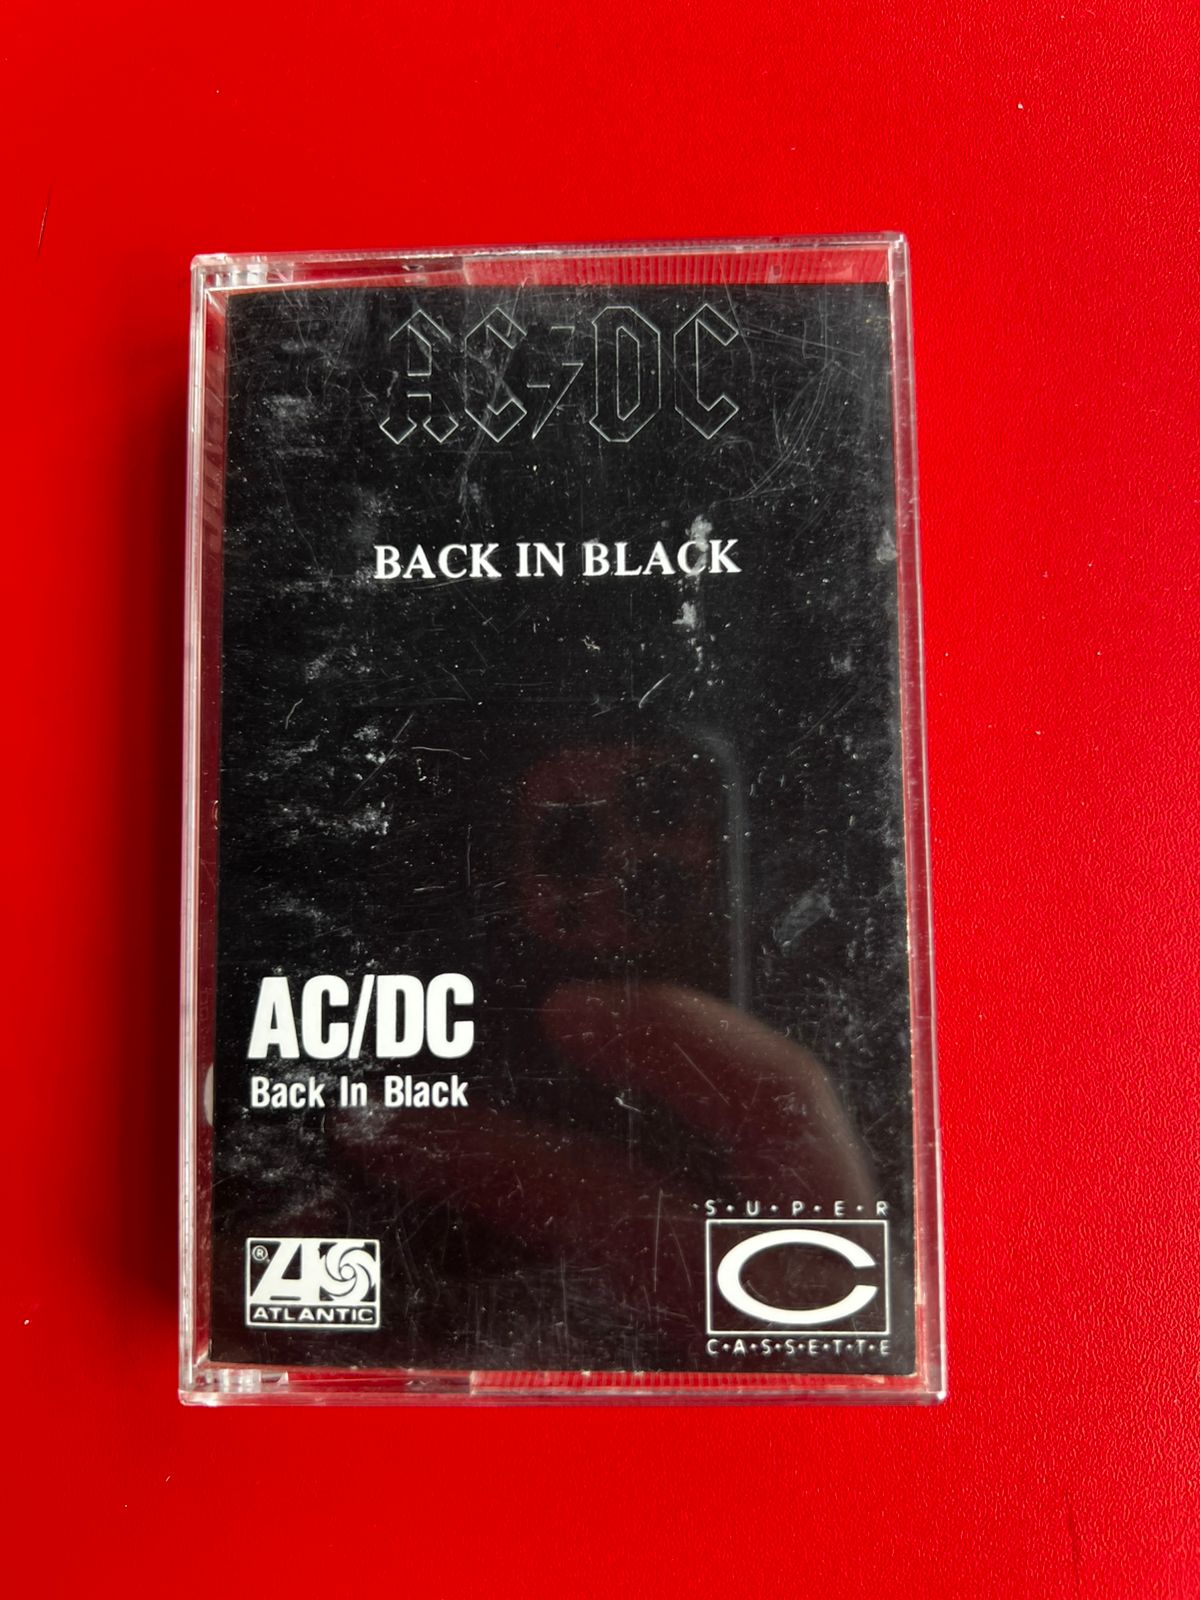 AC/DC
BACK IN BLACK
AC/DC
Back In Black
S·U·P·E·R
C·A·S·S·E·T·T·E
®
ATLANTIC